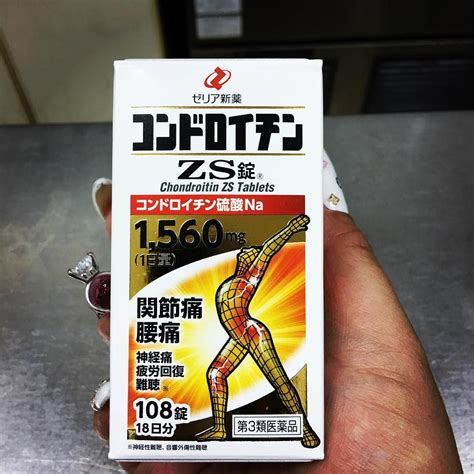 ゼリア新薬
コンドロイチン
ZS錠
Chondroitin ZS Tablets
コンドロイチン硫酸Na
1,560mg
(1日量)
関節痛
腰痛
神経痛
疲労回復
難聴※
108錠
18日分
第3類医薬品
※神経性難聴、音響外傷性難聴